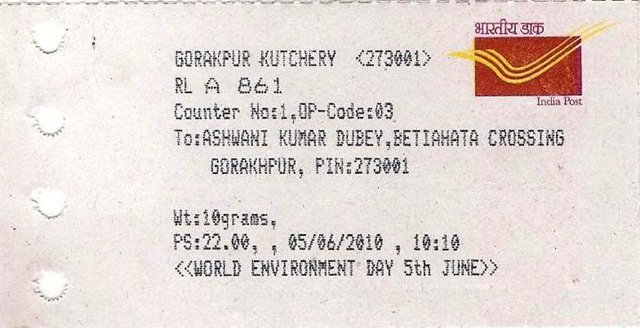 भारतीय डाक
India Post
GORAKPUR KUTCHERY <273001>
RL A 861
Counter No:1,OP-Code:03
To:ASHWANI KUMAR DUBEY,BETIAHATA CROSSING
GORAKHPUR, PIN:273001
Wt:10grams,
PS:22.00, , 05/06/2010 , 10:10
<<WORLD ENVIRONMENT DAY 5th JUNE>>